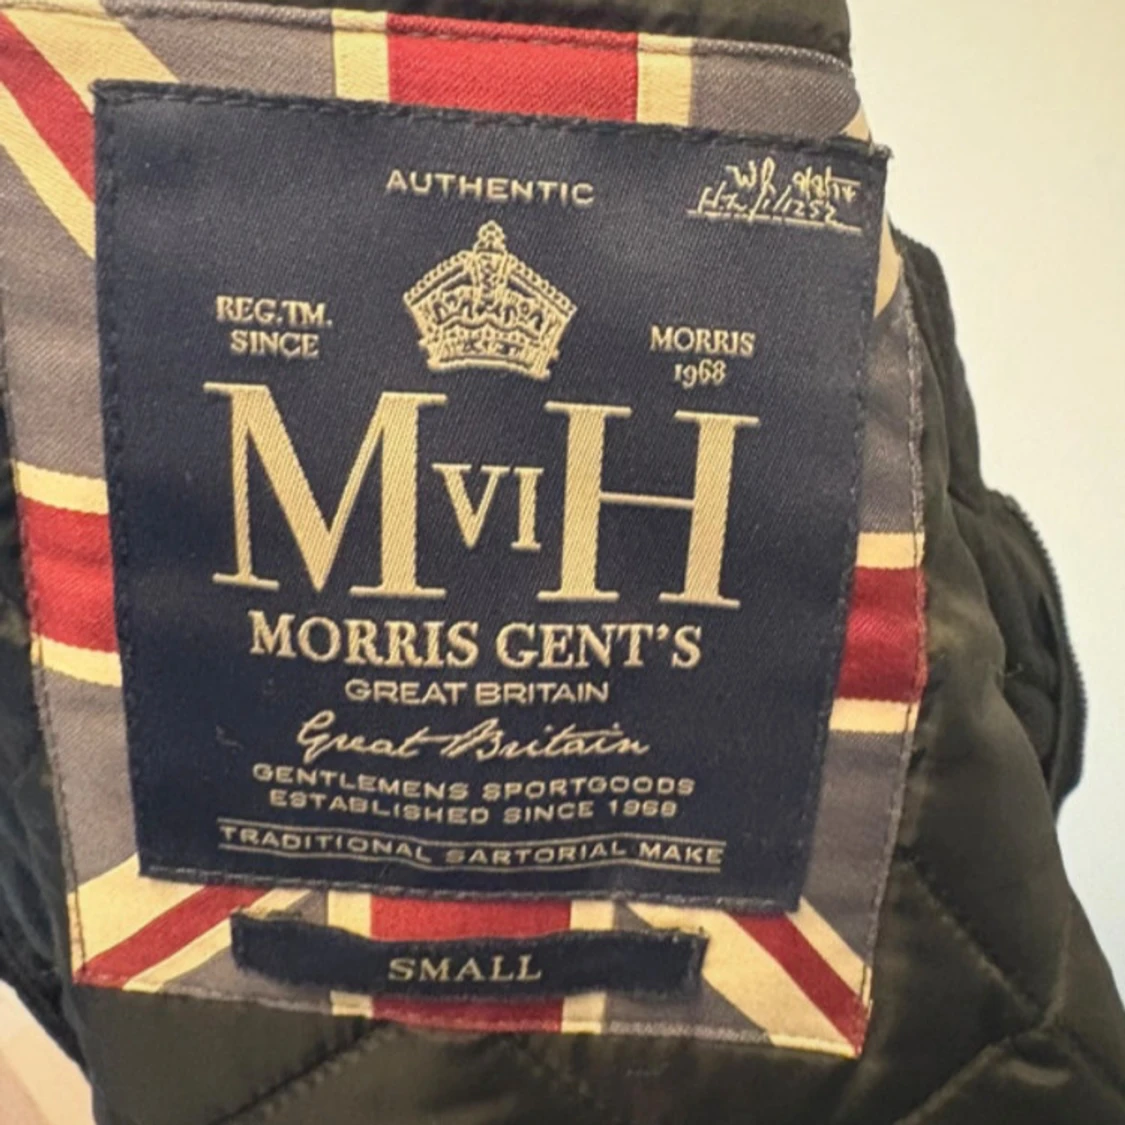 AUTHENTIC
REG.TM.
SINCE
MORRIS
1968
M VI H
MORRIS GENT'S
GREAT BRITAIN
Great Britain
GENTLEMENS SPORTGOODS
ESTABLISHED SINCE 1968
TRADITIONAL SARTORIAL MAKE
SMALL